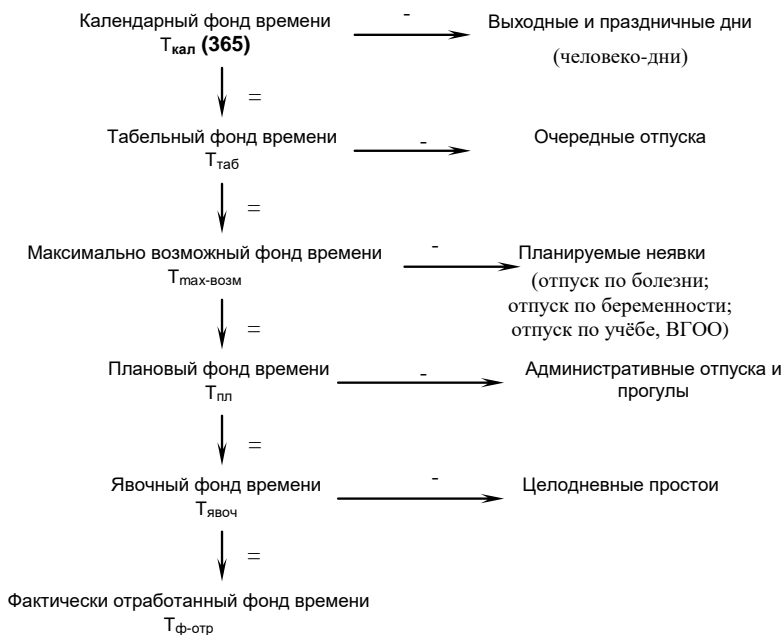 Календарный фонд времени - Выходные и праздничные дни
Tкал (365) (человеко-дни)
=
Табельный фонд времени - Очередные отпуска
Tтаб
=
Максимально возможный фонд времени - Планируемые неявки
Tmax-возм (отпуск по болезни;
отпуск по беременности;
= отпуск по учёбе, ВГОО)
Плановый фонд времени - Административные отпуска и
Tпл прогулы
=
Явочный фонд времени - Целодневные простои
Tявоч
=
Фактически отработанный фонд времени
Tф-отр